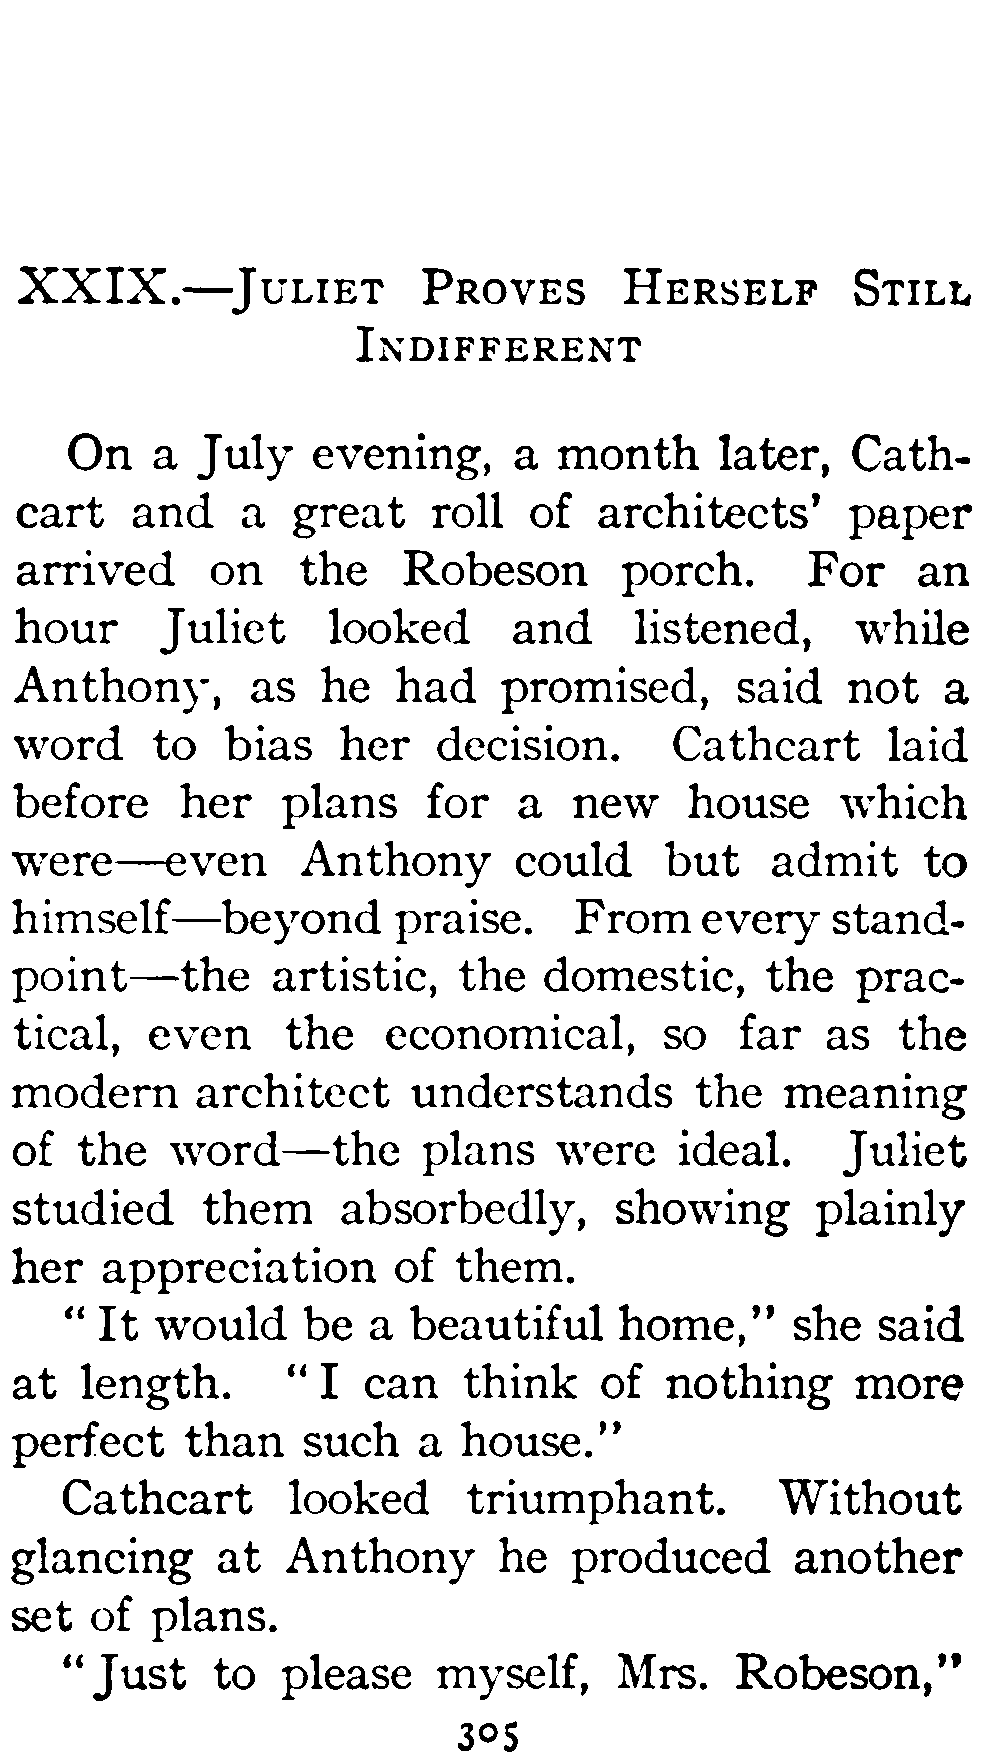 XXIX.—Juliet Proves Herself Still
Indifferent
On a July evening, a month later, Cath-
cart and a great roll of architects' paper
arrived on the Robeson porch. For an
hour Juliet looked and listened, while
Anthony, as he had promised, said not a
word to bias her decision. Cathcart laid
before her plans for a new house which
were—even Anthony could but admit to
himself—beyond praise. From every stand-
point—the artistic, the domestic, the prac-
tical, even the economical, so far as the
modern architect understands the meaning
of the word—the plans were ideal. Juliet
studied them absorbedly, showing plainly
her appreciation of them.
"It would be a beautiful home," she said
at length. "I can think of nothing more
perfect than such a house."
Cathcart looked triumphant. Without
glancing at Anthony he produced another
set of plans.
"Just to please myself, Mrs. Robeson,"
305